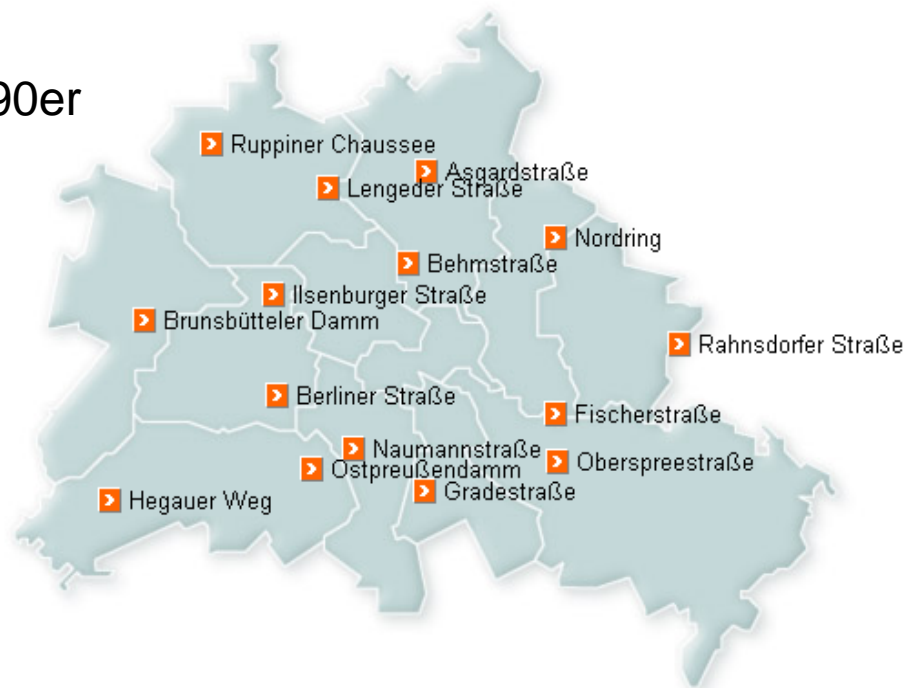 90er
Ruppiner Chaussee
Asgardstraße
Lengeder Straße
Nordring
Behmstraße
Ilsenburger Straße
Brunsbütteler Damm
Rahnsdorfer Straße
Berliner Straße
Fischerstraße
Naumannstraße
Oberspreestraße
Ostpreußendamm
Gradestraße
Hegauer Weg